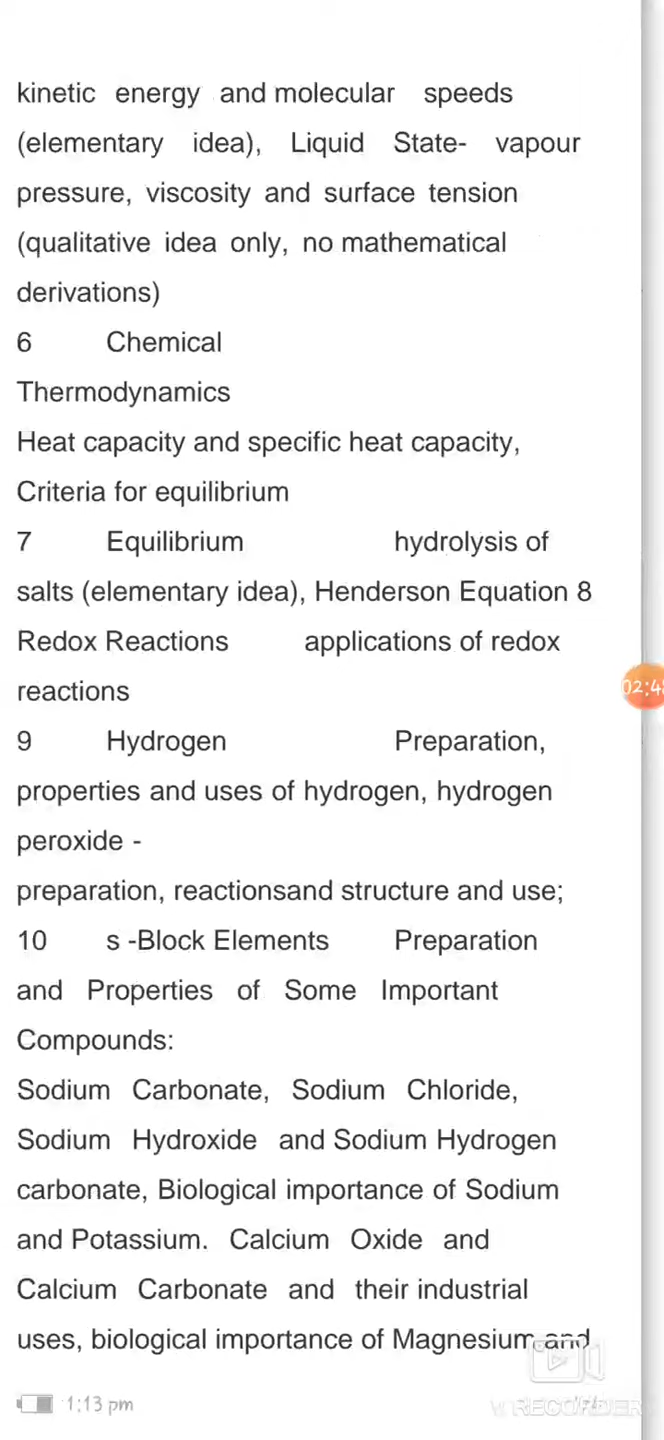 kinetic energy and molecular speeds
(elementary idea), Liquid State- vapour
pressure, viscosity and surface tension
(qualitative idea only, no mathematical
derivations)
6 Chemical
Thermodynamics
Heat capacity and specific heat capacity,
Criteria for equilibrium
7 Equilibrium hydrolysis of
salts (elementary idea), Henderson Equation 8
Redox Reactions applications of redox
reactions
02:4
9 Hydrogen Preparation,
properties and uses of hydrogen, hydrogen
peroxide -
preparation, reactionsand structure and use;
10 s -Block Elements Preparation
and Properties of Some Important
Compounds:
Sodium Carbonate, Sodium Chloride,
Sodium Hydroxide and Sodium Hydrogen
carbonate, Biological importance of Sodium
and Potassium. Calcium Oxide and
Calcium Carbonate and their industrial
uses, biological importance of Magnesium and
1:13 pm
RECORDER